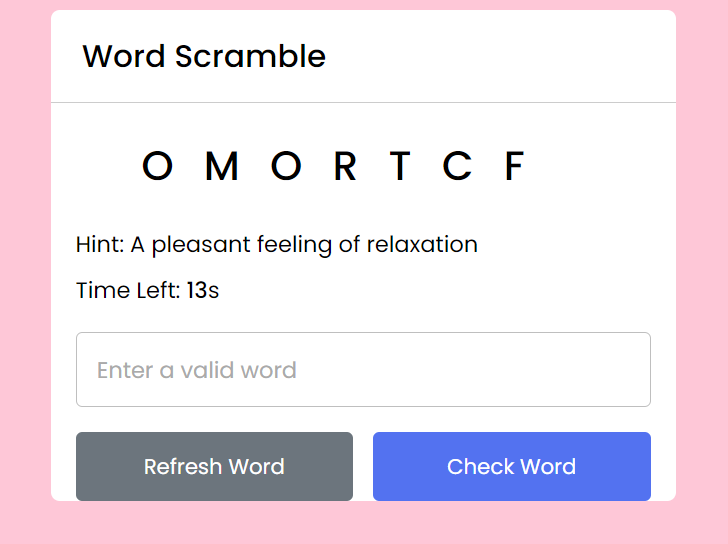 Word Scramble
O M O R T C F
Hint: A pleasant feeling of relaxation
Time Left: 13s
Enter a valid word
Refresh Word
Check Word